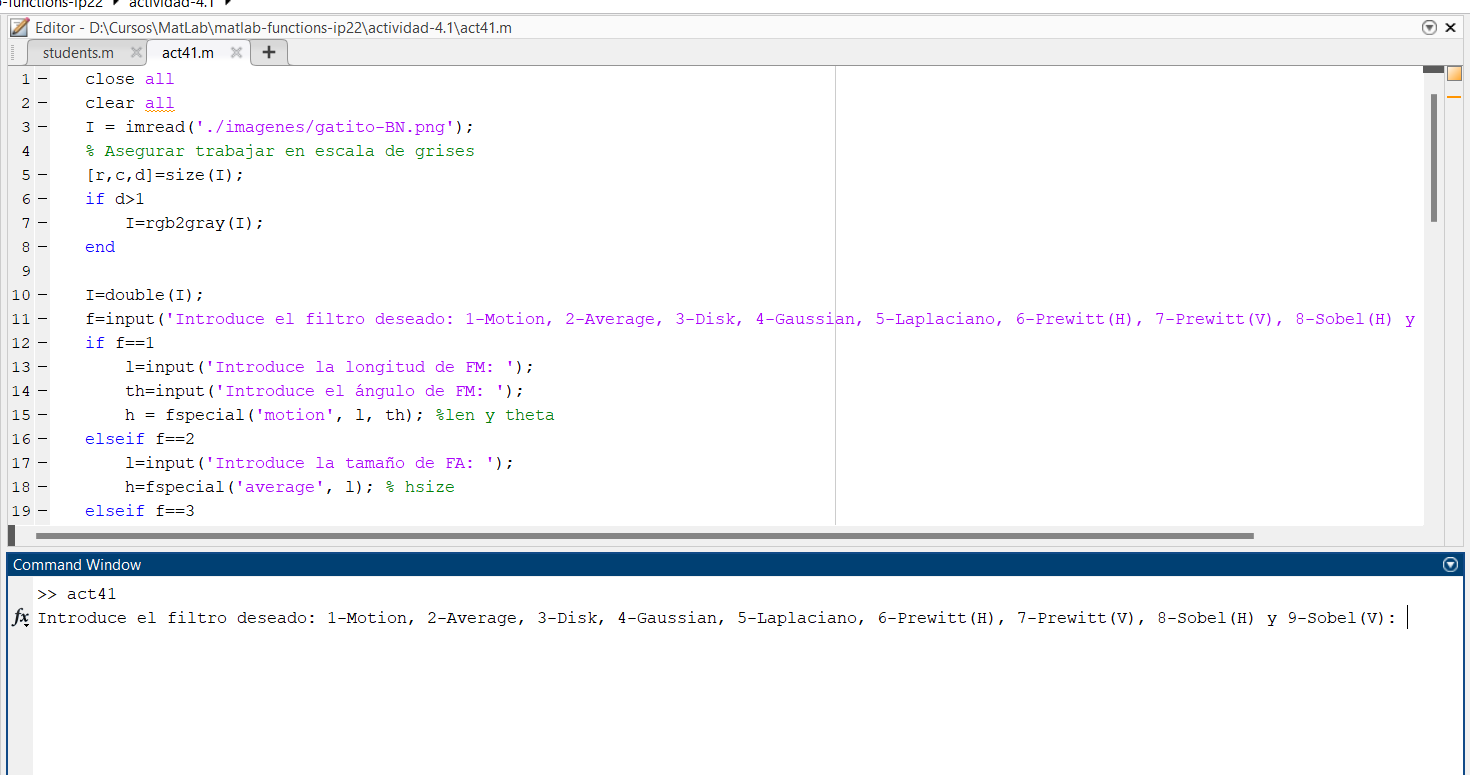 -functions-ip22 ▸ actividad-4.1 ▸
Editor - D:\Cursos\MatLab\matlab-functions-ip22\actividad-4.1\act41.m
students.m × act41.m × +
1 – close all
2 – clear all
3 – I = imread('./imagenes/gatito-BN.png');
4 % Asegurar trabajar en escala de grises
5 – [r,c,d]=size(I);
6 – if d>1
7 – I=rgb2gray(I);
8 – end
9
10 – I=double(I);
11 – f=input('Introduce el filtro deseado: 1-Motion, 2-Average, 3-Disk, 4-Gaussian, 5-Laplaciano, 6-Prewitt(H), 7-Prewitt(V), 8-Sobel(H) y
12 – if f==1
13 – l=input('Introduce la longitud de FM: ');
14 – th=input('Introduce el ángulo de FM: ');
15 – h = fspecial('motion', l, th); %len y theta
16 – elseif f==2
17 – l=input('Introduce la tamaño de FA: ');
18 – h=fspecial('average', l); % hsize
19 – elseif f==3
Command Window
>> act41
fx Introduce el filtro deseado: 1-Motion, 2-Average, 3-Disk, 4-Gaussian, 5-Laplaciano, 6-Prewitt(H), 7-Prewitt(V), 8-Sobel(H) y 9-Sobel(V):